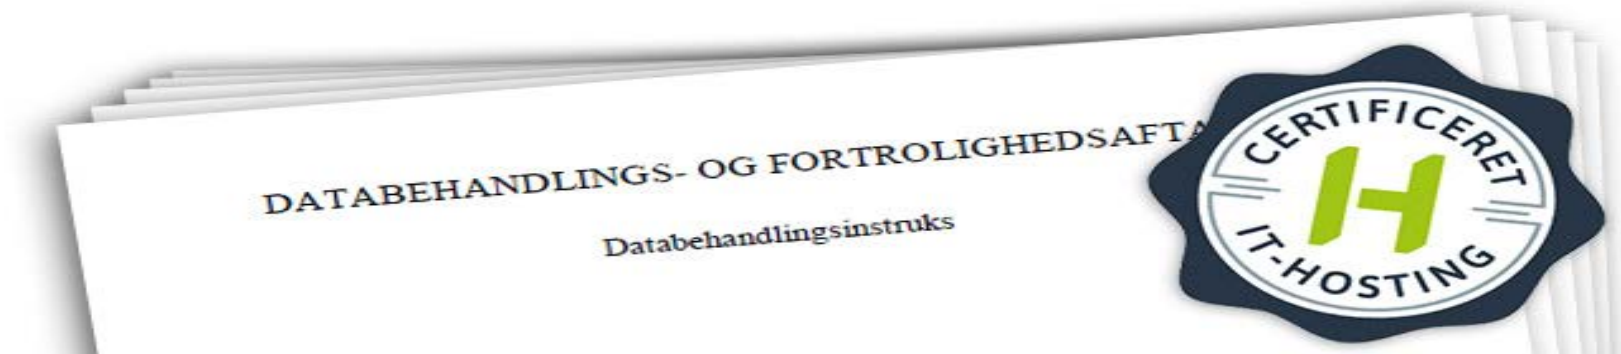 DATABEHANDLINGS- OG FORTROLIGHEDSAFTA
Databehandlingsinstruks
CERTIFICERET
H
IT-HOSTING